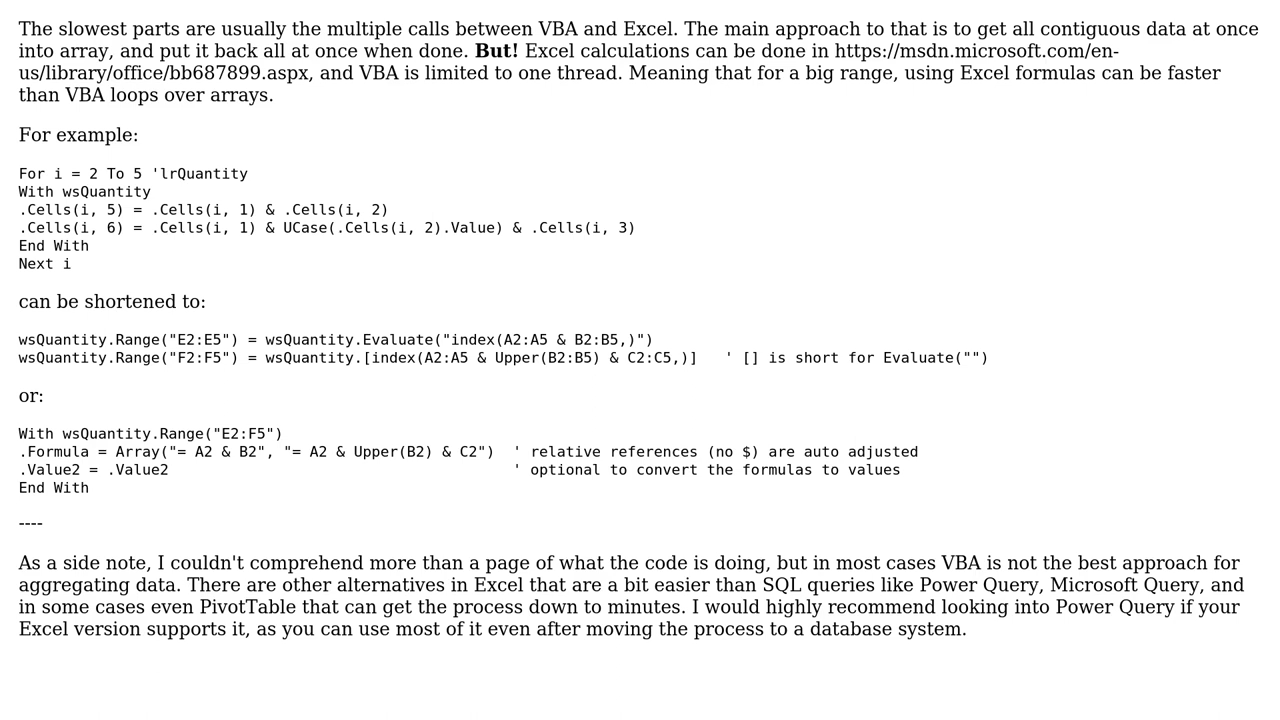 The slowest parts are usually the multiple calls between VBA and Excel. The main approach to that is to get all contiguous data at once
into array, and put it back all at once when done. But! Excel calculations can be done in https://msdn.microsoft.com/en-
us/library/office/bb687899.aspx, and VBA is limited to one thread. Meaning that for a big range, using Excel formulas can be faster
than VBA loops over arrays.
For example:
For i = 2 To 5 'lrQuantity
With wsQuantity
.Cells(i, 5) = .Cells(i, 1) & .Cells(i, 2)
.Cells(i, 6) = .Cells(i, 1) & UCase(.Cells(i, 2).Value) & .Cells(i, 3)
End With
Next i
can be shortened to:
wsQuantity.Range("E2:E5") = wsQuantity.Evaluate("index(A2:A5 & B2:B5,)")
wsQuantity.Range("F2:F5") = wsQuantity.[index(A2:A5 & Upper(B2:B5) & C2:C5,)]   ' [] is short for Evaluate("")
or:
With wsQuantity.Range("E2:F5")
.Formula = Array("= A2 & B2", "= A2 & Upper(B2) & C2")  ' relative references (no $) are auto adjusted
.Value2 = .Value2                                       ' optional to convert the formulas to values
End With
----
As a side note, I couldn't comprehend more than a page of what the code is doing, but in most cases VBA is not the best approach for
aggregating data. There are other alternatives in Excel that are a bit easier than SQL queries like Power Query, Microsoft Query, and
in some cases even PivotTable that can get the process down to minutes. I would highly recommend looking into Power Query if your
Excel version supports it, as you can use most of it even after moving the process to a database system.